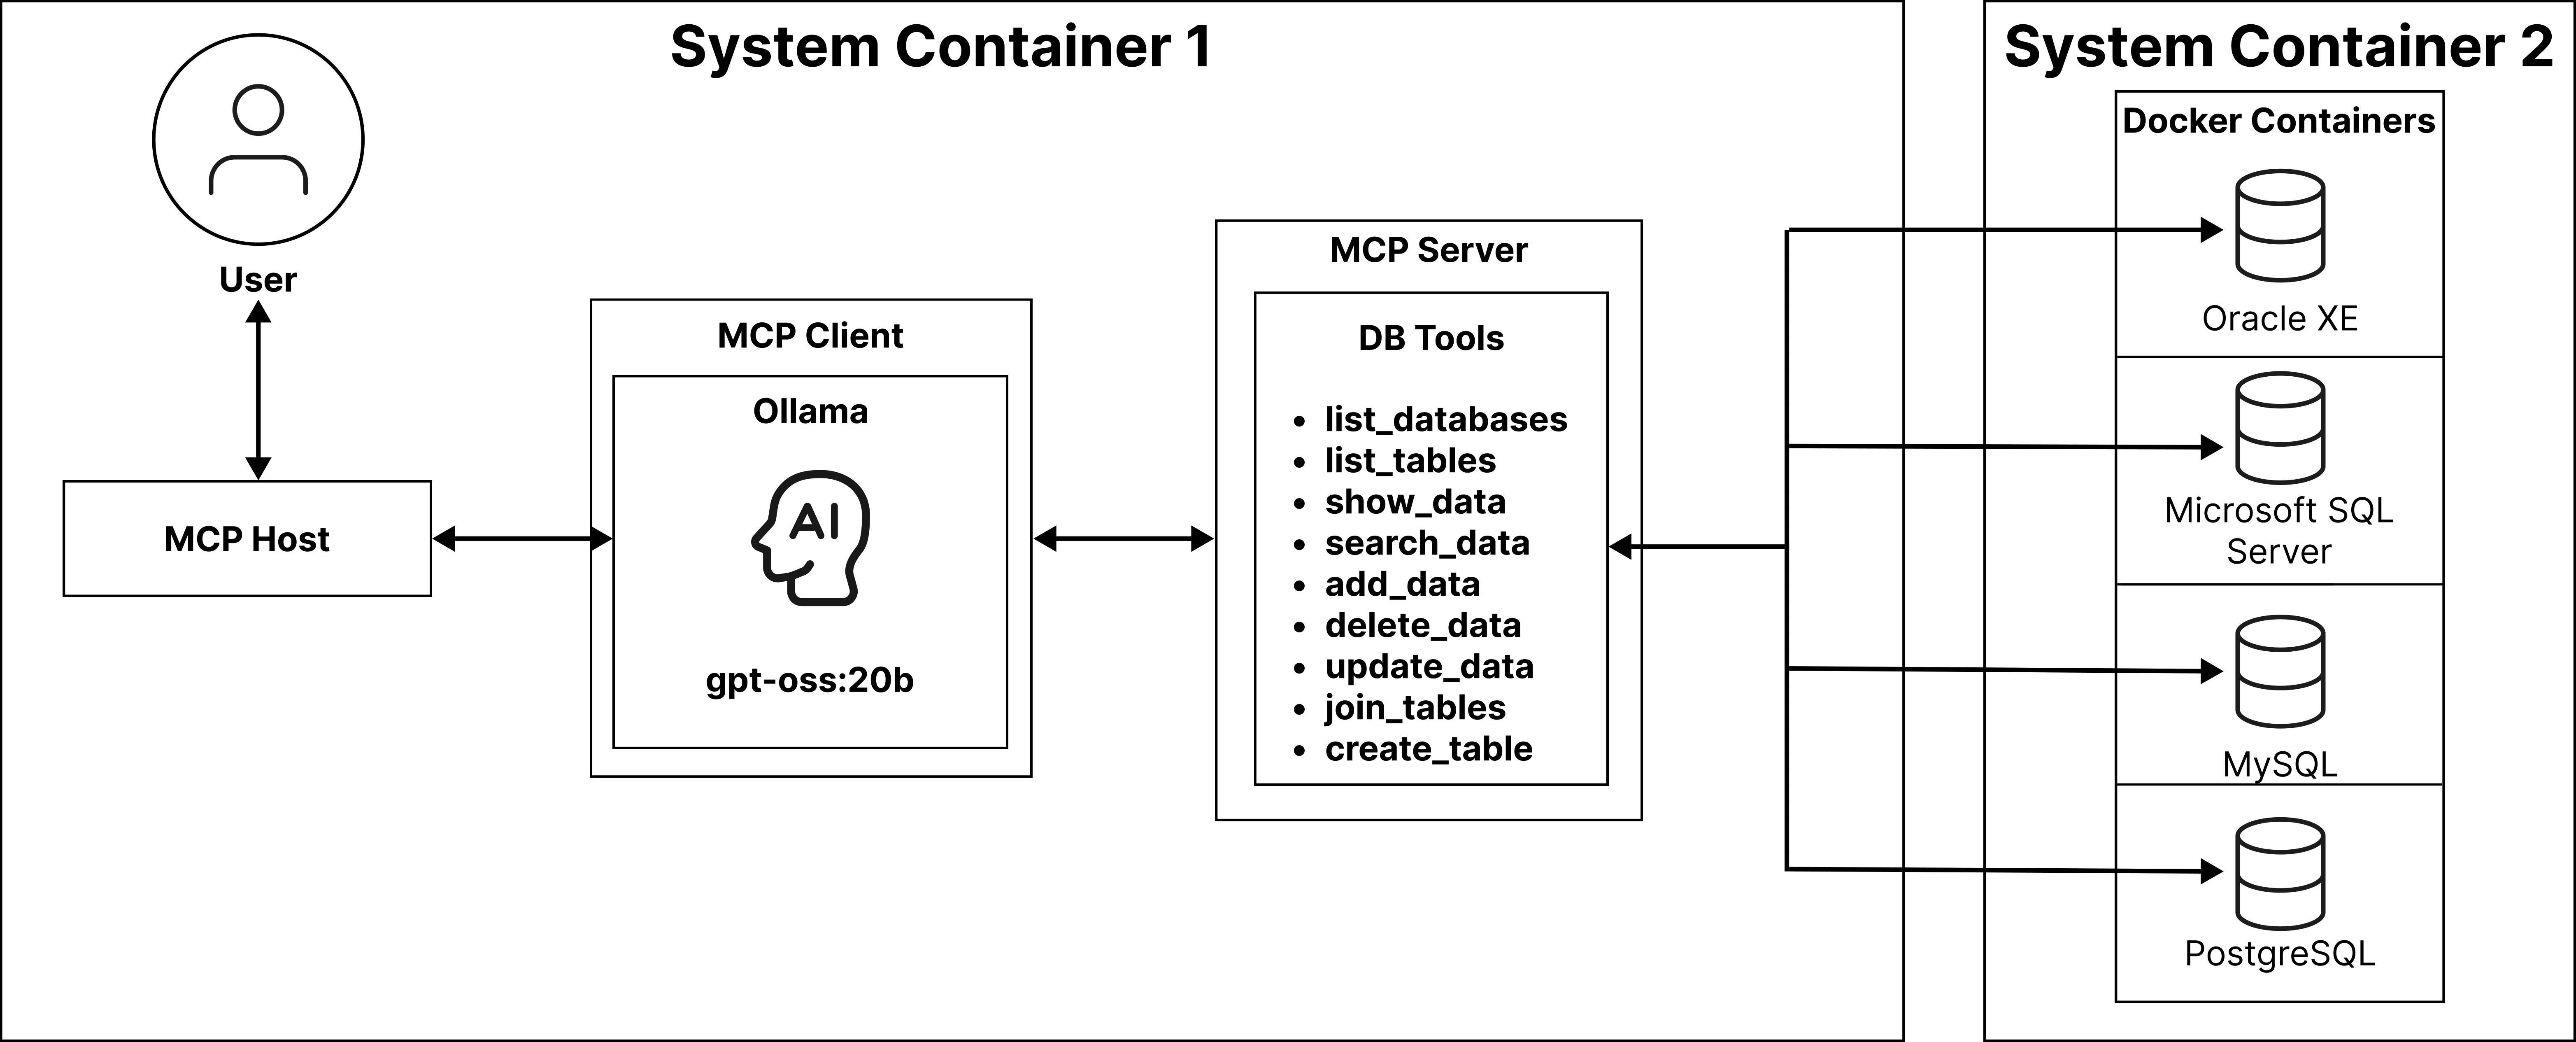 System Container 1
System Container 2
User
MCP Host
MCP Client
Ollama
AI
gpt-oss:20b
MCP Server
DB Tools
• list_databases
• list_tables
• show_data
• search_data
• add_data
• delete_data
• update_data
• join_tables
• create_table
Docker Containers
Oracle XE
Microsoft SQL
Server
MySQL
PostgreSQL